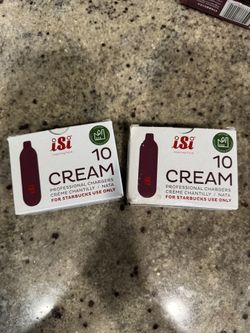 iSi
10
CREAM
PROFESSIONAL CHARGERS
CRÈME CHANTILLY / NATA
FOR STARBUCKS USE ONLY
iSi
10
CREAM
PROFESSIONAL CHARGERS
CRÈME CHANTILLY / NATA
FOR STARBUCKS USE ONLY